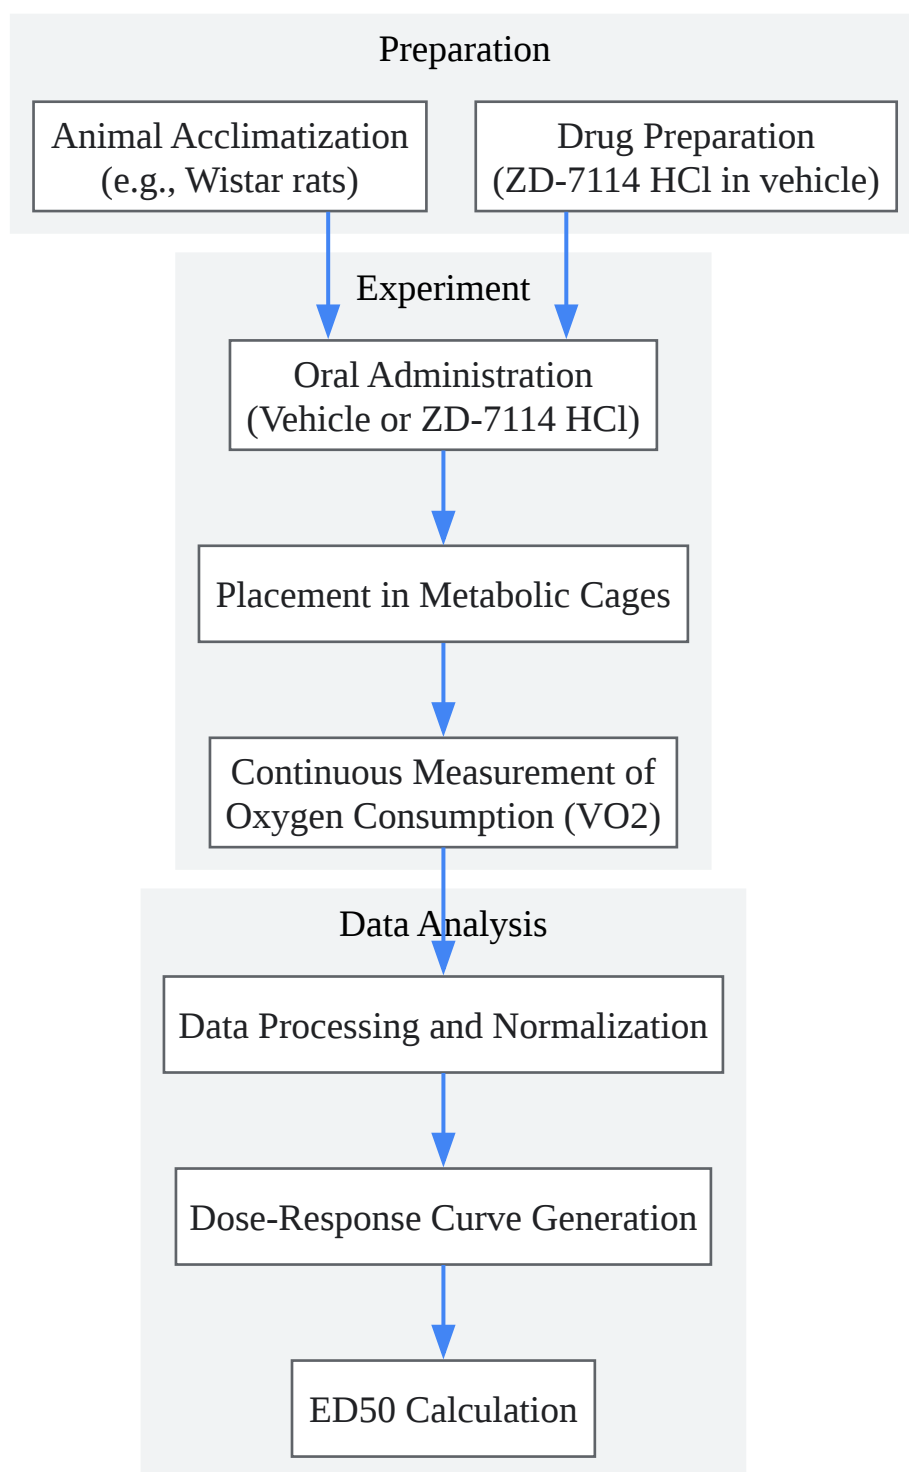 Preparation
Animal Acclimatization
(e.g., Wistar rats)
Drug Preparation
(ZD-7114 HCl in vehicle)
Experiment
Oral Administration
(Vehicle or ZD-7114 HCl)
Placement in Metabolic Cages
Continuous Measurement of
Oxygen Consumption (VO2)
Data Analysis
Data Processing and Normalization
Dose-Response Curve Generation
ED50 Calculation